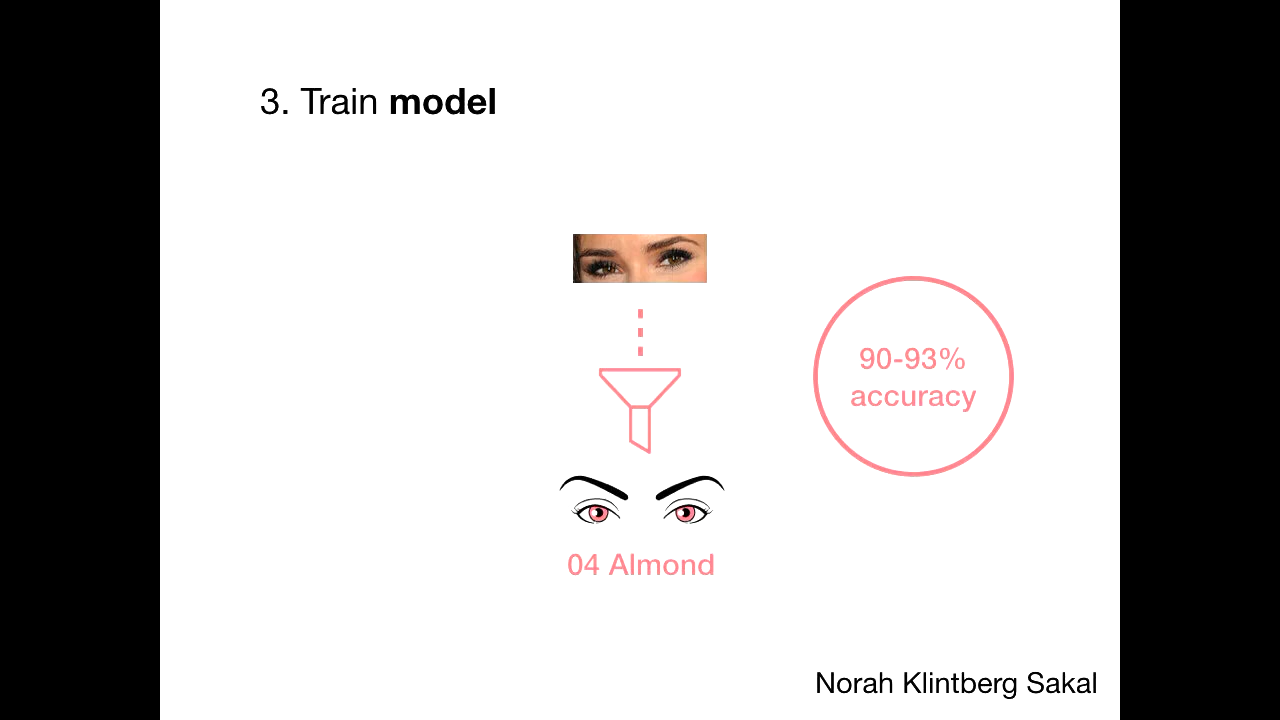 3. Train model
90-93%
accuracy
04 Almond
Norah Klintberg Sakal